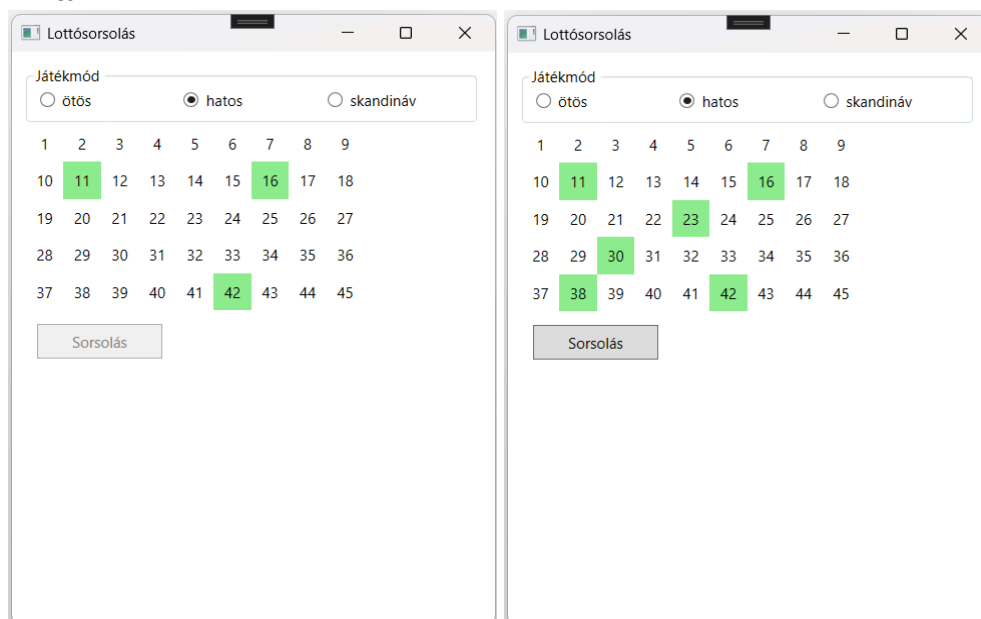 Lottósorsolás
Játékmód
ötös hatos skandináv
1 2 3 4 5 6 7 8 9
10 11 12 13 14 15 16 17 18
19 20 21 22 23 24 25 26 27
28 29 30 31 32 33 34 35 36
37 38 39 40 41 42 43 44 45
Sorsolás
Lottósorsolás
Játékmód
ötös hatos skandináv
1 2 3 4 5 6 7 8 9
10 11 12 13 14 15 16 17 18
19 20 21 22 23 24 25 26 27
28 29 30 31 32 33 34 35 36
37 38 39 40 41 42 43 44 45
Sorsolás